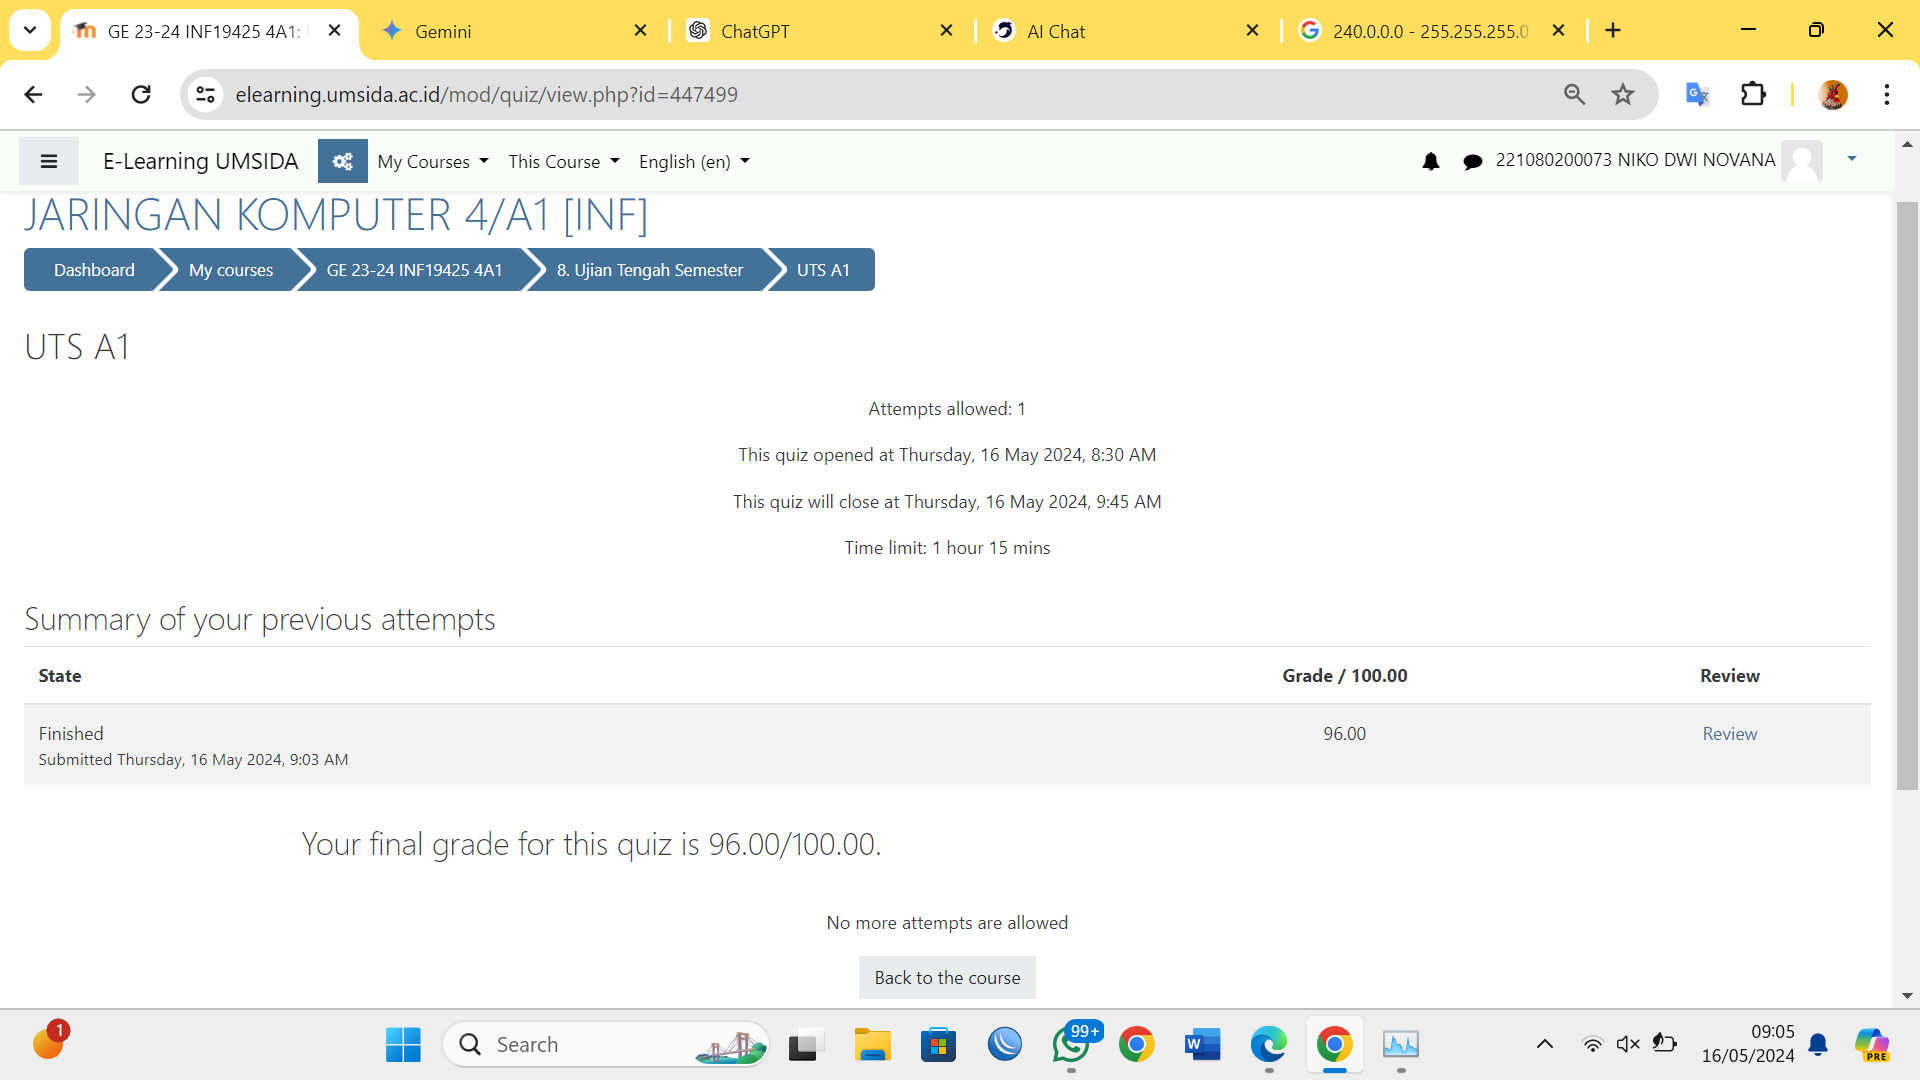 GE 23-24 INF19425 4A1:
Gemini
ChatGPT
AI Chat
240.0.0.0 - 255.255.255.0
elearning.umsida.ac.id/mod/quiz/view.php?id=447499
E-Learning UMSIDA
My Courses
This Course
English (en)
221080200073 NIKO DWI NOVANA
JARINGAN KOMPUTER 4/A1 [INF]
Dashboard
My courses
GE 23-24 INF19425 4A1
8. Ujian Tengah Semester
UTS A1
UTS A1
Attempts allowed: 1
This quiz opened at Thursday, 16 May 2024, 8:30 AM
This quiz will close at Thursday, 16 May 2024, 9:45 AM
Time limit: 1 hour 15 mins
Summary of your previous attempts
State
Grade / 100.00
Review
Finished
96.00
Review
Submitted Thursday, 16 May 2024, 9:03 AM
Your final grade for this quiz is 96.00/100.00.
No more attempts are allowed
Back to the course
1
Search
99+
W
09:05
16/05/2024
PRE